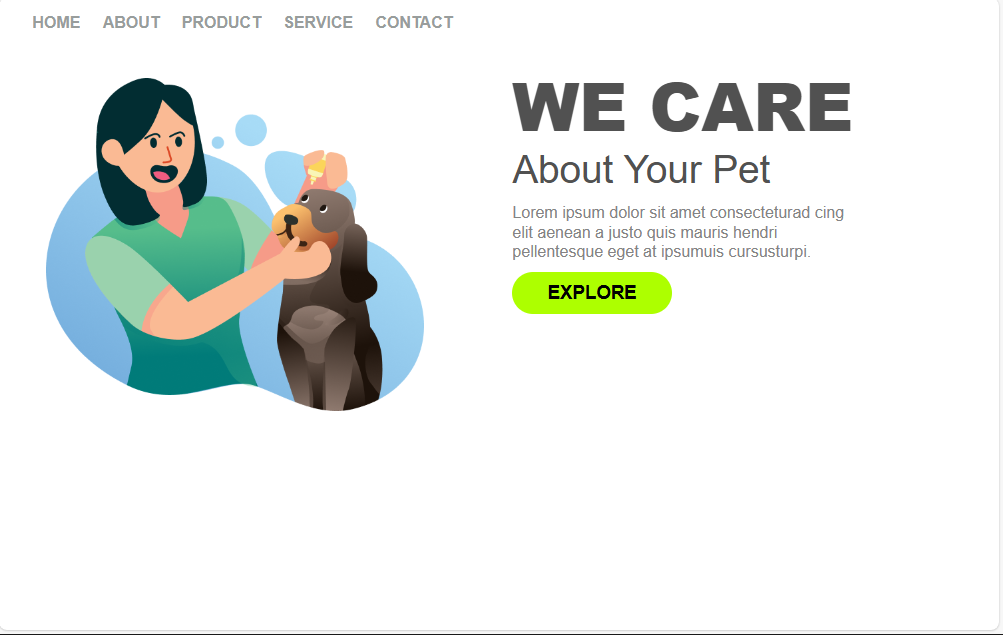 HOME ABOUT PRODUCT SERVICE CONTACT
WE CARE
About Your Pet
Lorem ipsum dolor sit amet consecteturad cing
elit aenean a justo quis mauris hendri
pellentesque eget at ipsumuis cursusturpi.
EXPLORE